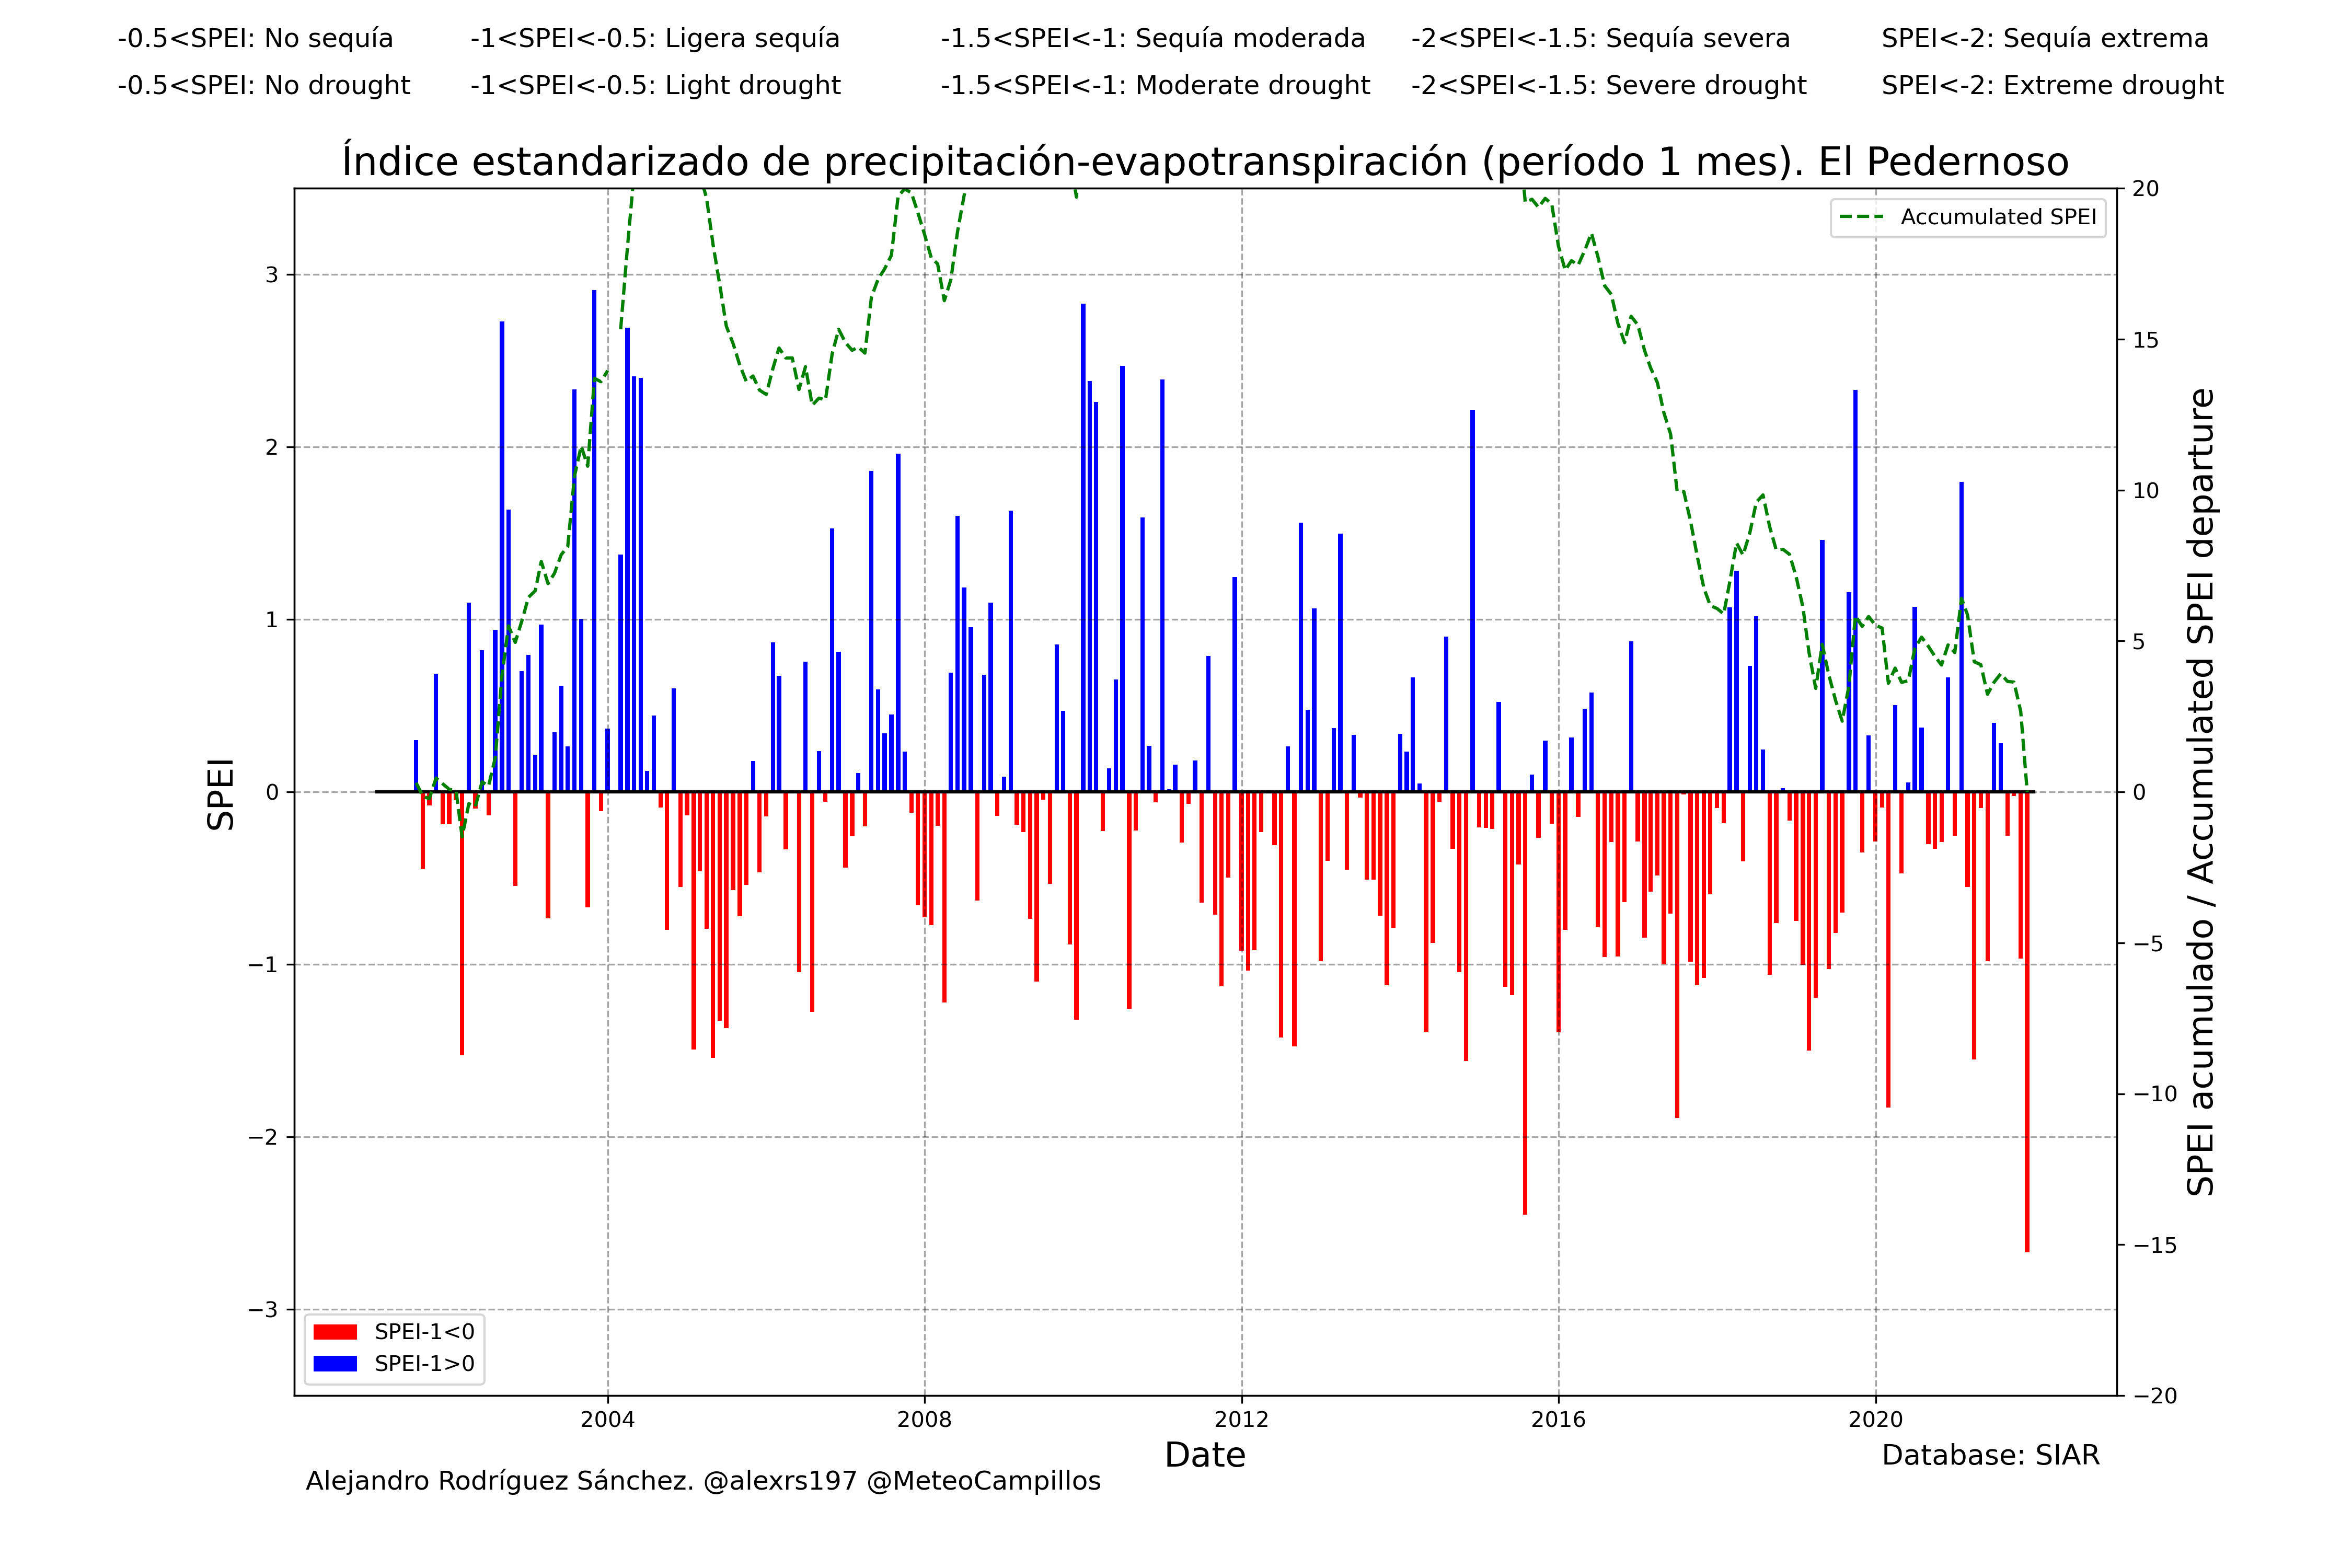 -0.5<SPEI: No sequía -1<SPEI<-0.5: Ligera sequía -1.5<SPEI<-1: Sequía moderada -2<SPEI<-1.5: Sequía severa SPEI<-2: Sequía extrema
-0.5<SPEI: No drought -1<SPEI<-0.5: Light drought -1.5<SPEI<-1: Moderate drought -2<SPEI<-1.5: Severe drought SPEI<-2: Extreme drought
Índice estandarizado de precipitación-evapotranspiración (período 1 mes). El Pedernoso
Accumulated SPEI
SPEI
3
2
1
0
−1
−2
−3
20
15
10
5
0
−5
−10
−15
−20
SPEI acumulado / Accumulated SPEI departure
SPEI-1<0
SPEI-1>0
2004 2008 2012 2016 2020
Date
Database: SIAR
Alejandro Rodríguez Sánchez. @alexrs197 @MeteoCampillos